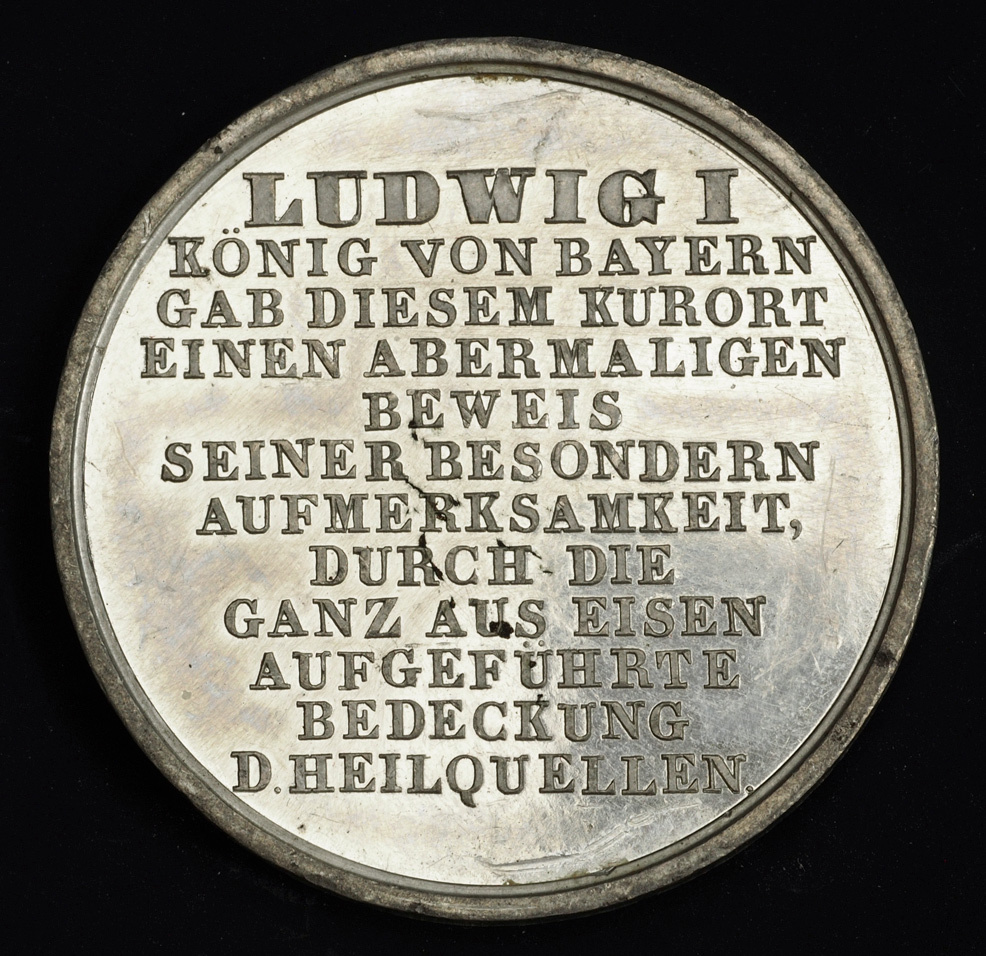 LUDWIG I
KÖNIG VON BAYERN
GAB DIESEM KURORT
EINEN ABERMALIGEN
BEWEIS
SEINER BESONDERN
AUFMERKSAMKEIT,
DURCH DIE
GANZ AUS EISEN
AUFGEFÜHRTE
BEDECKUNG
D. HEILQUELLEN.